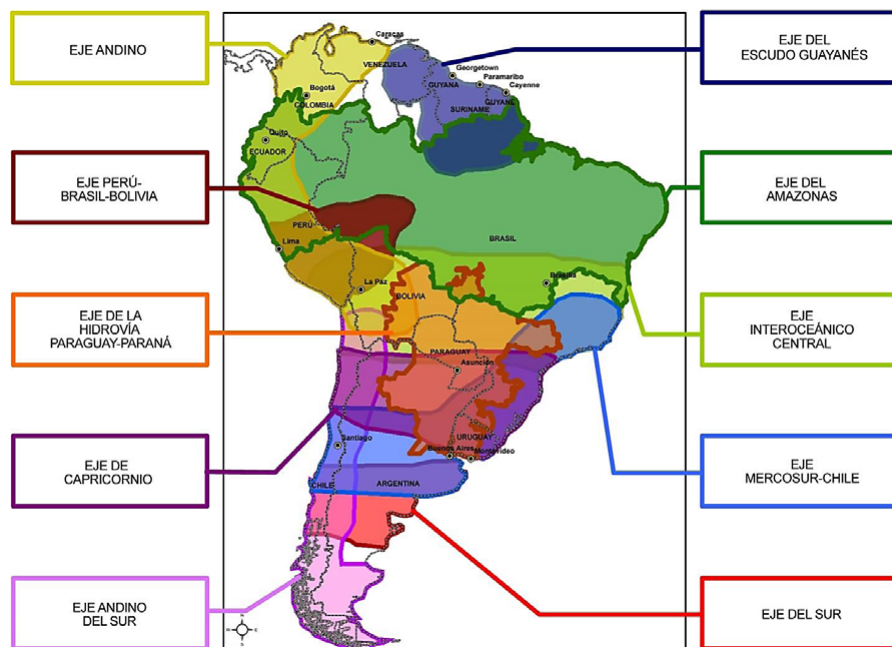 EJE ANDINO
EJE PERÚ-
BRASIL-BOLIVIA
EJE DE LA
HIDROVÍA
PARAGUAY-PARANÁ
EJE DE
CAPRICORNIO
EJE ANDINO
DEL SUR
Caracas
VENEZUELA
Georgetown
GUYANA
Paramaribo
Cayenne
SURINAME
GUYANE
Bogotá
COLOMBIA
Quito
ECUADOR
PERÚ
Lima
BRASIL
La Paz
BOLIVIA
Brasilia
PARAGUAY
Asunción
Santiago
URUGUAY
Buenos Aires
Montevideo
CHILE
ARGENTINA
EJE DEL
ESCUDO GUAYANÉS
EJE DEL
AMAZONAS
EJE
INTEROCEÁNICO
CENTRAL
EJE
MERCOSUR-CHILE
EJE DEL SUR